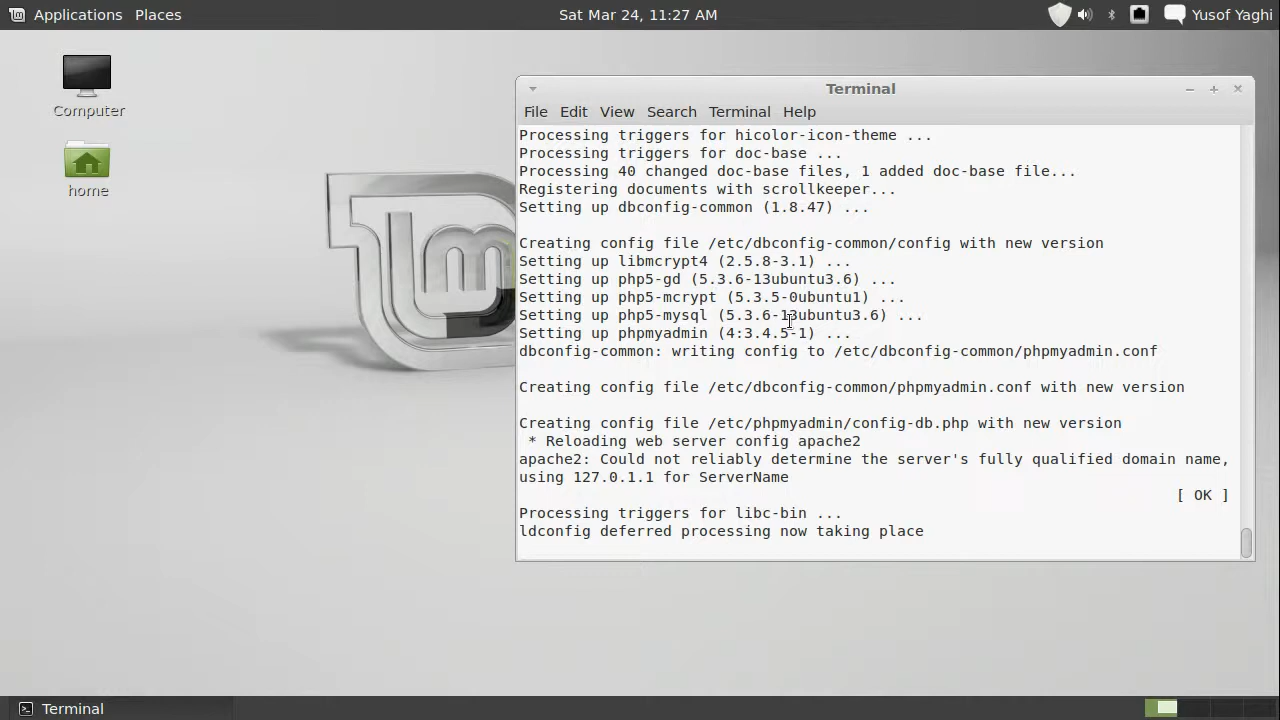 Applications Places Sat Mar 24, 11:27 AM Yusof Yaghi
Computer
home
Terminal
File Edit View Search Terminal Help
Processing triggers for hicolor-icon-theme ...
Processing triggers for doc-base ...
Processing 40 changed doc-base files, 1 added doc-base file...
Registering documents with scrollkeeper...
Setting up dbconfig-common (1.8.47) ...
Creating config file /etc/dbconfig-common/config with new version
Setting up libmcrypt4 (2.5.8-3.1) ...
Setting up php5-gd (5.3.6-13ubuntu3.6) ...
Setting up php5-mcrypt (5.3.5-0ubuntu1) ...
Setting up php5-mysql (5.3.6-13ubuntu3.6) ...
Setting up phpmyadmin (4:3.4.5-1) ...
dbconfig-common: writing config to /etc/dbconfig-common/phpmyadmin.conf
Creating config file /etc/dbconfig-common/phpmyadmin.conf with new version
Creating config file /etc/phpmyadmin/config-db.php with new version
* Reloading web server config apache2
apache2: Could not reliably determine the server's fully qualified domain name,
using 127.0.1.1 for ServerName
[ OK ]
Processing triggers for libc-bin ...
ldconfig deferred processing now taking place
Terminal